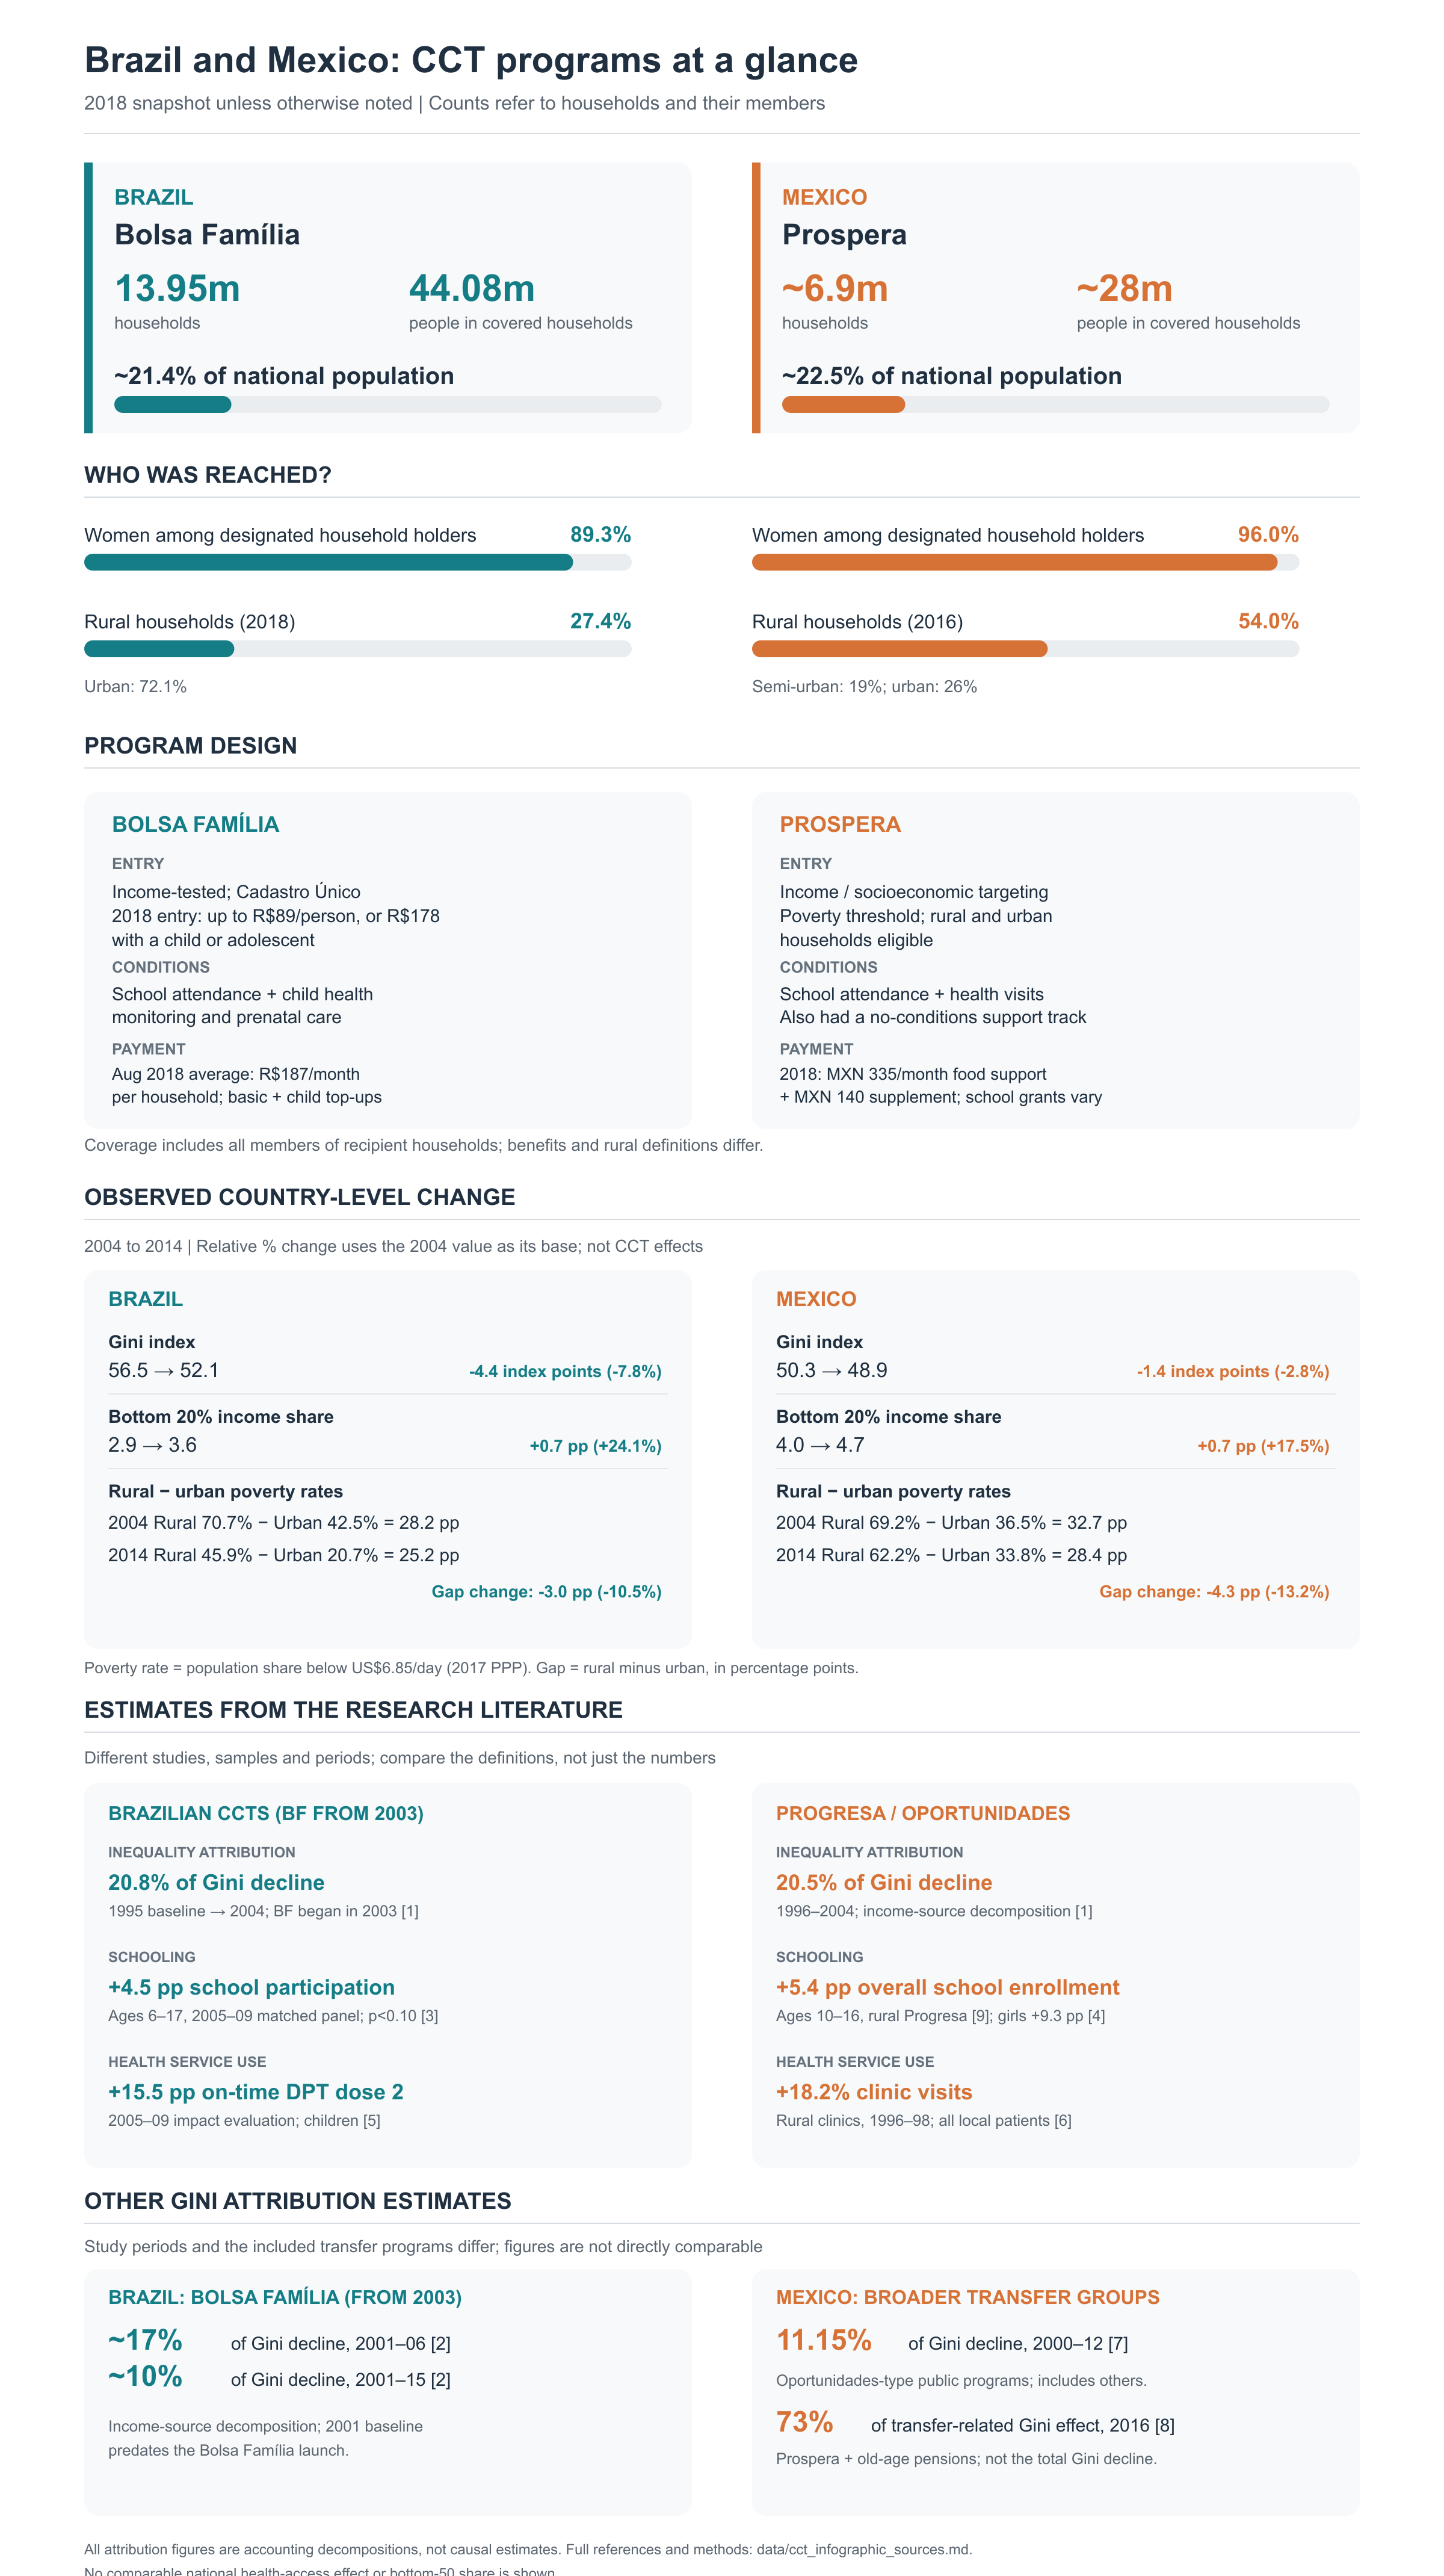 Brazil and Mexico: CCT programs at a glance
2018 snapshot unless otherwise noted | Counts refer to households and their members
BRAZIL
Bolsa Família
13.95m
households
44.08m
people in covered households
~21.4% of national population
MEXICO
Prospera
~6.9m
households
~28m
people in covered households
~22.5% of national population
WHO WAS REACHED?
Women among designated household holders 89.3%
Rural households (2018) 27.4%
Urban: 72.1%
Women among designated household holders 96.0%
Rural households (2016) 54.0%
Semi-urban: 19%; urban: 26%
PROGRAM DESIGN
BOLSA FAMÍLIA
ENTRY
Income-tested; Cadastro Único
2018 entry: up to R$89/person, or R$178
with a child or adolescent
CONDITIONS
School attendance + child health
monitoring and prenatal care
PAYMENT
Aug 2018 average: R$187/month
per household; basic + child top-ups
PROSPERA
ENTRY
Income / socioeconomic targeting
Poverty threshold; rural and urban
households eligible
CONDITIONS
School attendance + health visits
Also had a no-conditions support track
PAYMENT
2018: MXN 335/month food support
+ MXN 140 supplement; school grants vary
Coverage includes all members of recipient households; benefits and rural definitions differ.
OBSERVED COUNTRY-LEVEL CHANGE
2004 to 2014 | Relative % change uses the 2004 value as its base; not CCT effects
BRAZIL
Gini index
56.5 → 52.1 -4.4 index points (-7.8%)
Bottom 20% income share
2.9 → 3.6 +0.7 pp (+24.1%)
Rural − urban poverty rates
2004 Rural 70.7% − Urban 42.5% = 28.2 pp
2014 Rural 45.9% − Urban 20.7% = 25.2 pp
Gap change: -3.0 pp (-10.5%)
MEXICO
Gini index
50.3 → 48.9 -1.4 index points (-2.8%)
Bottom 20% income share
4.0 → 4.7 +0.7 pp (+17.5%)
Rural − urban poverty rates
2004 Rural 69.2% − Urban 36.5% = 32.7 pp
2014 Rural 62.2% − Urban 33.8% = 28.4 pp
Gap change: -4.3 pp (-13.2%)
Poverty rate = population share below US$6.85/day (2017 PPP). Gap = rural minus urban, in percentage points.
ESTIMATES FROM THE RESEARCH LITERATURE
Different studies, samples and periods; compare the definitions, not just the numbers
BRAZILIAN CCTS (BF FROM 2003)
INEQUALITY ATTRIBUTION
20.8% of Gini decline
1995 baseline → 2004; BF began in 2003 [1]
SCHOOLING
+4.5 pp school participation
Ages 6–17, 2005–09 matched panel; p<0.10 [3]
HEALTH SERVICE USE
+15.5 pp on-time DPT dose 2
2005–09 impact evaluation; children [5]
PROGRESA / OPORTUNIDADES
INEQUALITY ATTRIBUTION
20.5% of Gini decline
1996–2004; income-source decomposition [1]
SCHOOLING
+5.4 pp overall school enrollment
Ages 10–16, rural Progresa [9]; girls +9.3 pp [4]
HEALTH SERVICE USE
+18.2% clinic visits
Rural clinics, 1996–98; all local patients [6]
OTHER GINI ATTRIBUTION ESTIMATES
Study periods and the included transfer programs differ; figures are not directly comparable
BRAZIL: BOLSA FAMÍLIA (FROM 2003)
~17% of Gini decline, 2001–06 [2]
~10% of Gini decline, 2001–15 [2]
Income-source decomposition; 2001 baseline
predates the Bolsa Família launch.
MEXICO: BROADER TRANSFER GROUPS
11.15% of Gini decline, 2000–12 [7]
Oportunidades-type public programs; includes others.
73% of transfer-related Gini effect, 2016 [8]
Prospera + old-age pensions; not the total Gini decline.
All attribution figures are accounting decompositions, not causal estimates. Full references and methods: data/cct_infographic_sources.md.
No comparable national health-access effect or bottom-50 share is shown.